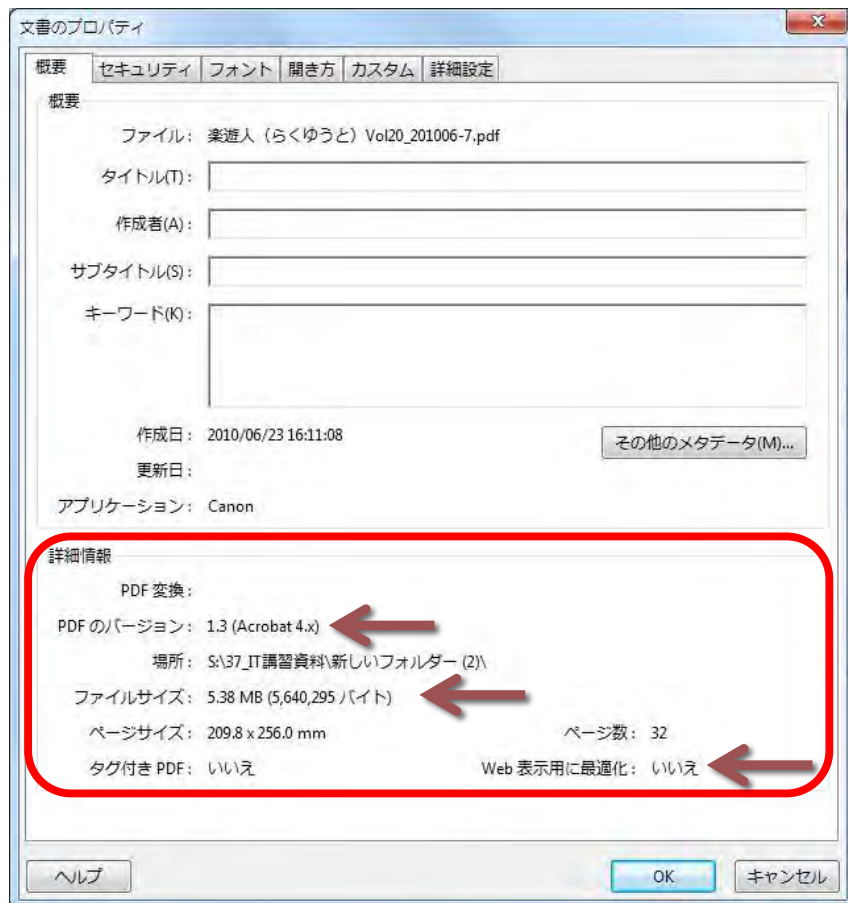 文書のプロパティ
概要 セキュリティ フォント 開き方 カスタム 詳細設定
概要
ファイル： 楽遊人（らくゆうと）Vol20_201006-7.pdf
タイトル(T)：
作成者(A)：
サブタイトル(S)：
キーワード(K)：
作成日： 2010/06/23 16:11:08
その他のメタデータ(M)...
更新日：
アプリケーション： Canon
詳細情報
PDF 変換：
PDF のバージョン： 1.3 (Acrobat 4.x)
場所： S:\37_IT講習資料\新しいフォルダー (2)\
ファイルサイズ： 5.38 MB (5,640,295 バイト)
ページサイズ： 209.8 x 256.0 mm ページ数： 32
タグ付き PDF： いいえ Web 表示用に最適化： いいえ
ヘルプ OK キャンセル